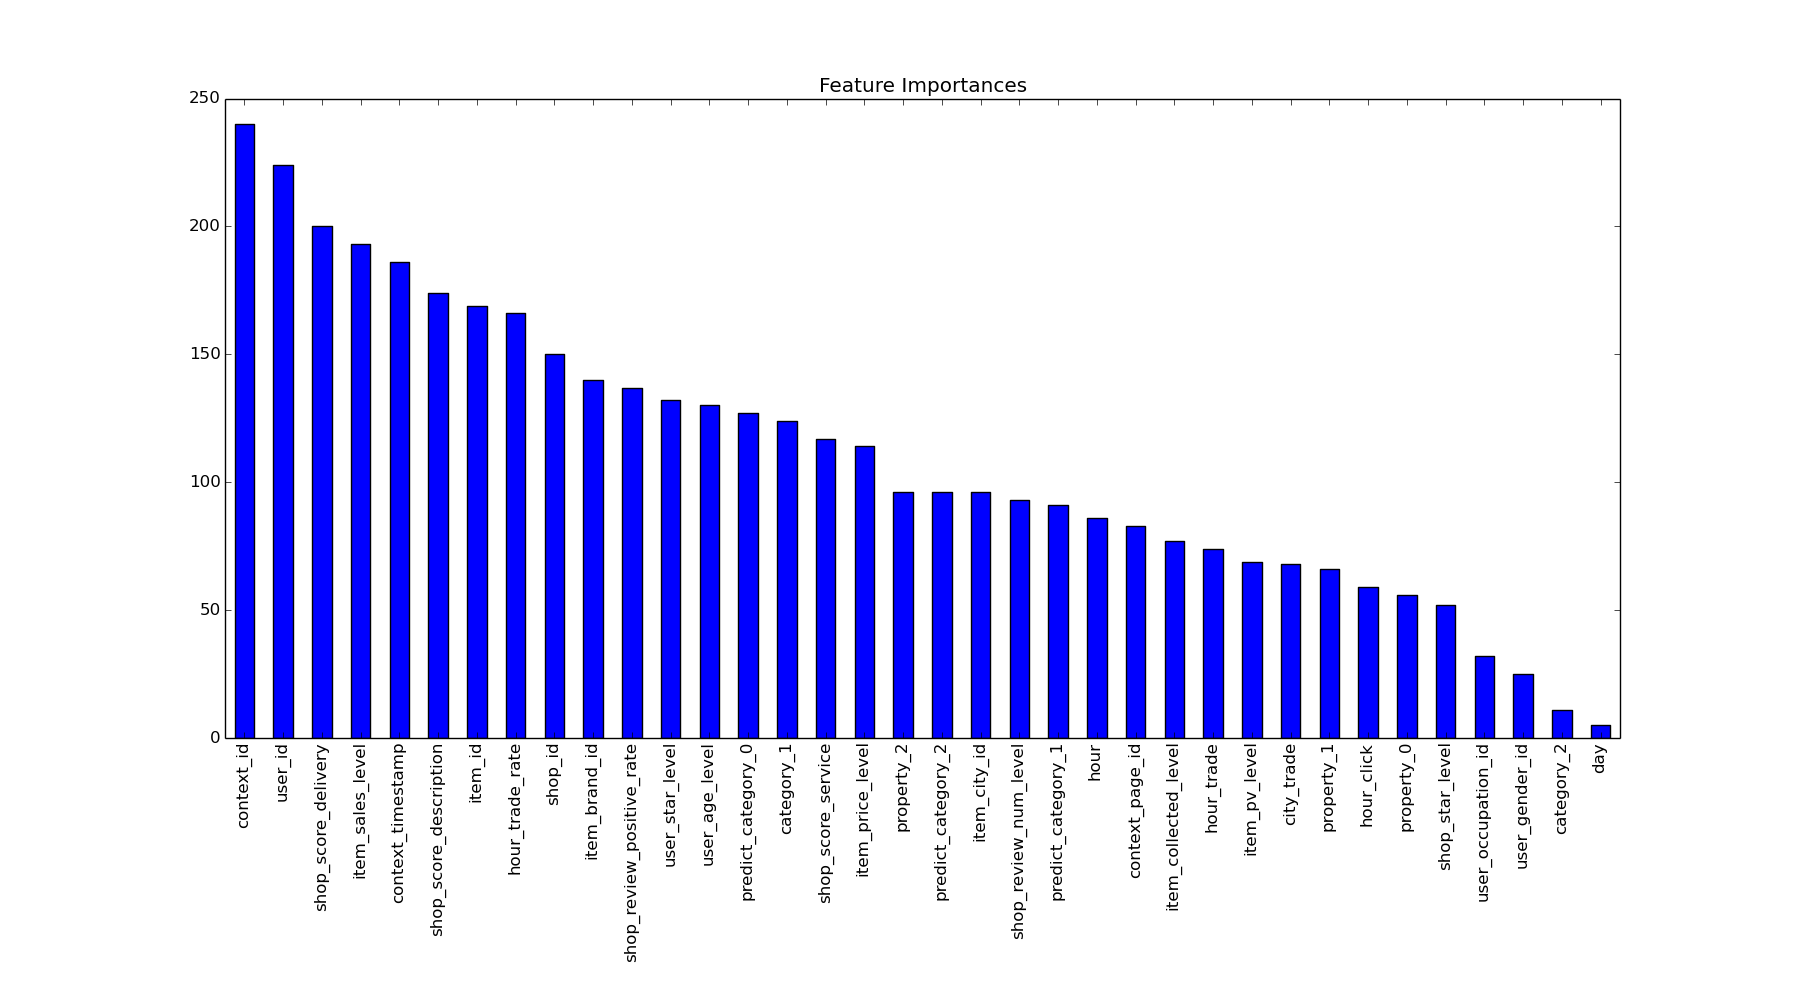 Feature Importances
250
200
150
100
50
0
context_id
user_id
shop_score_delivery
item_sales_level
context_timestamp
shop_score_description
item_id
hour_trade_rate
shop_id
item_brand_id
shop_review_positive_rate
user_star_level
user_age_level
predict_category_0
category_1
shop_score_service
item_price_level
property_2
predict_category_2
item_city_id
shop_review_num_level
predict_category_1
hour
context_page_id
item_collected_level
hour_trade
item_pv_level
city_trade
property_1
hour_click
property_0
shop_star_level
user_occupation_id
user_gender_id
category_2
day